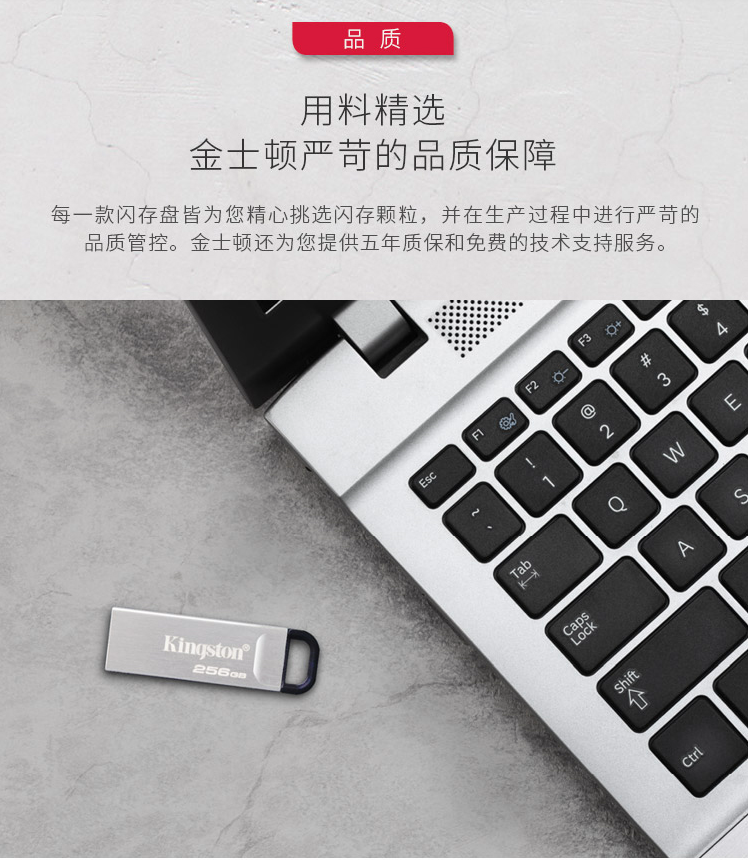 品质
用料精选
金士顿严苛的品质保障
每一款闪存盘皆为您精心挑选闪存颗粒，并在生产过程中进行严苛的
品质管控。金士顿还为您提供五年质保和免费的技术支持服务。
$
4
F3
#
3
E
F2
@
2
W
S
F1
!
1
Q
A
Esc
~
`
Tab
Caps
Lock
Shift
Ctrl
Kingston®
256GB